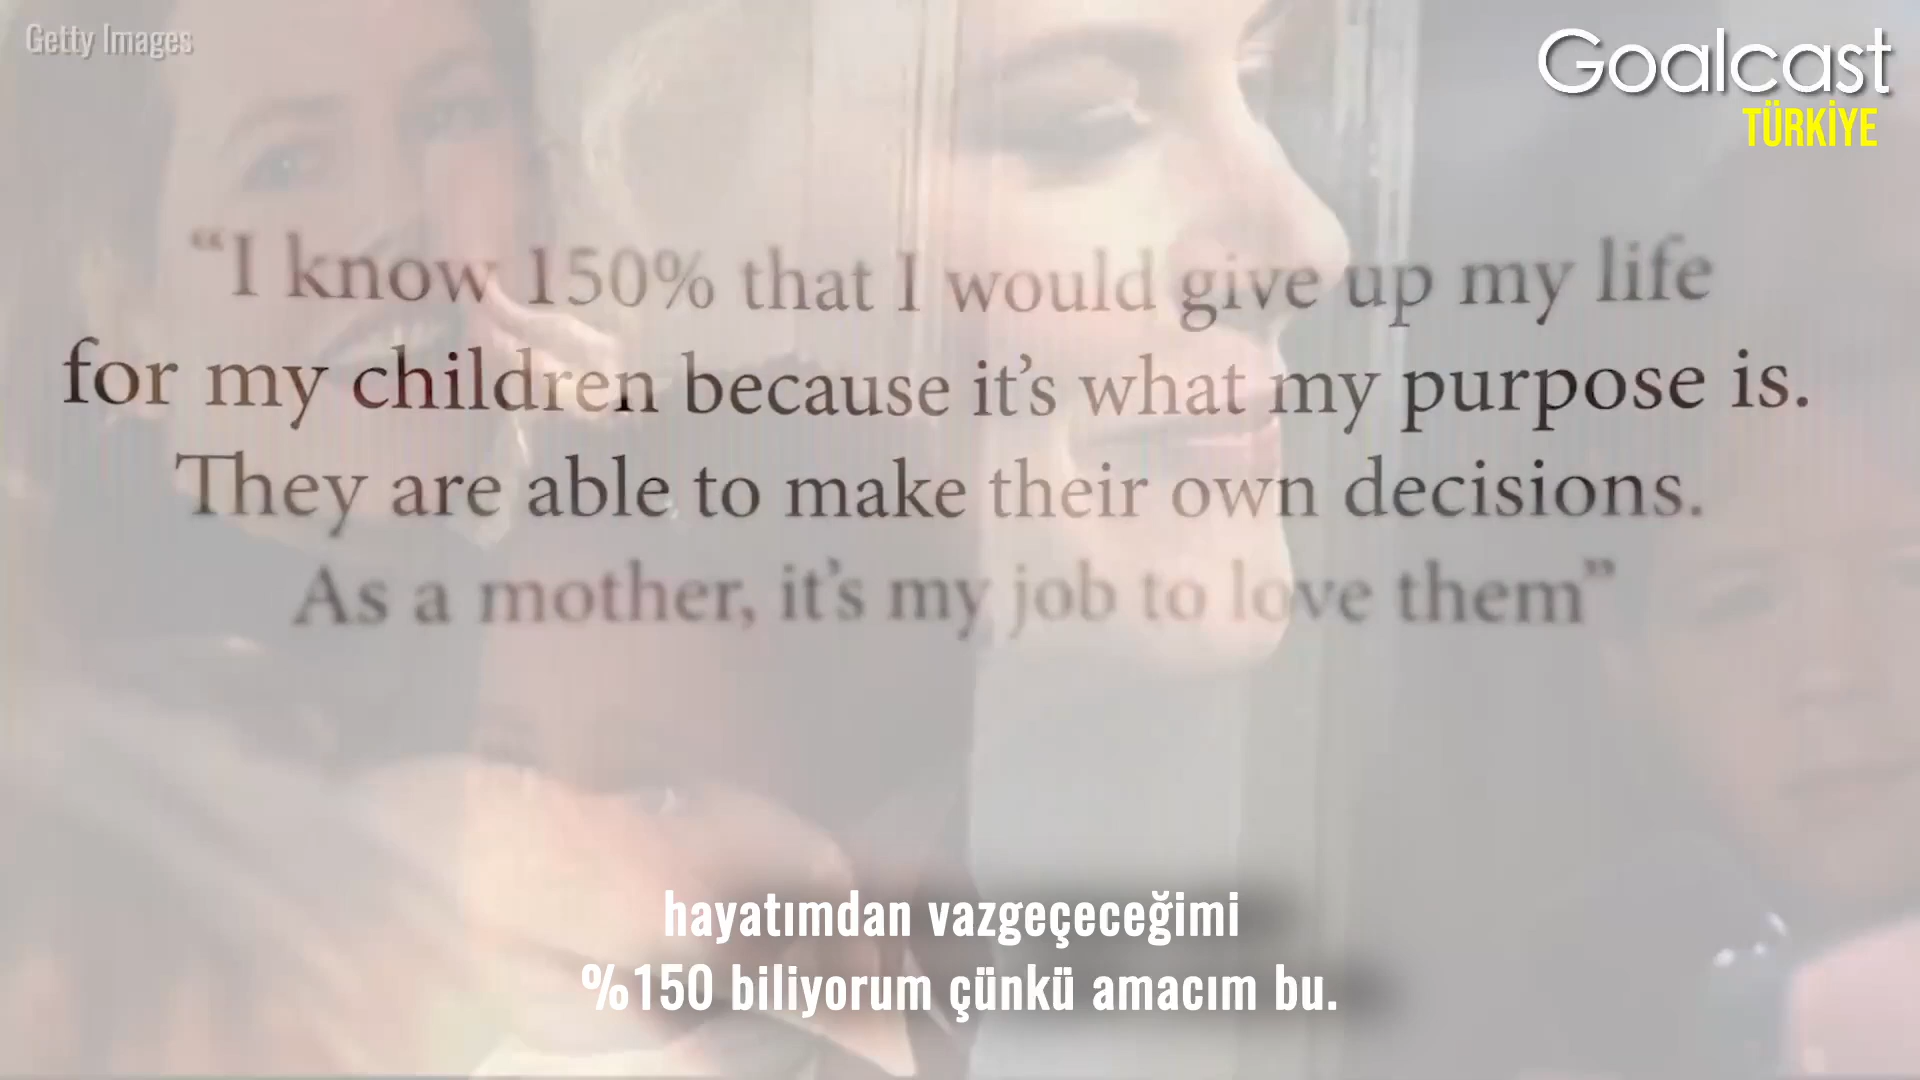 Getty Images
Goalcast
TÜRKİYE
“I know 150% that I would give up my life
for my children because it’s what my purpose is.
They are able to make their own decisions.
As a mother, it’s my job to love them”
hayatımdan vazgeçeceğimi
%150 biliyorum çünkü amacım bu.